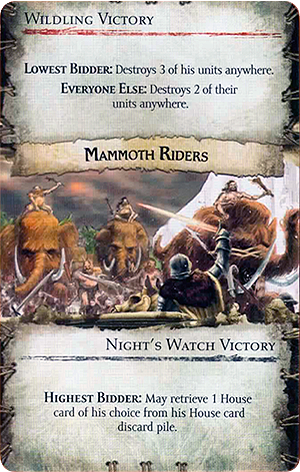 Wildling Victory
Lowest Bidder: Destroys 3 of his units anywhere.
Everyone Else: Destroys 2 of their
units anywhere.
Mammoth Riders
Night's Watch Victory
Highest Bidder: May retrieve 1 House
card of his choice from his House card
discard pile.